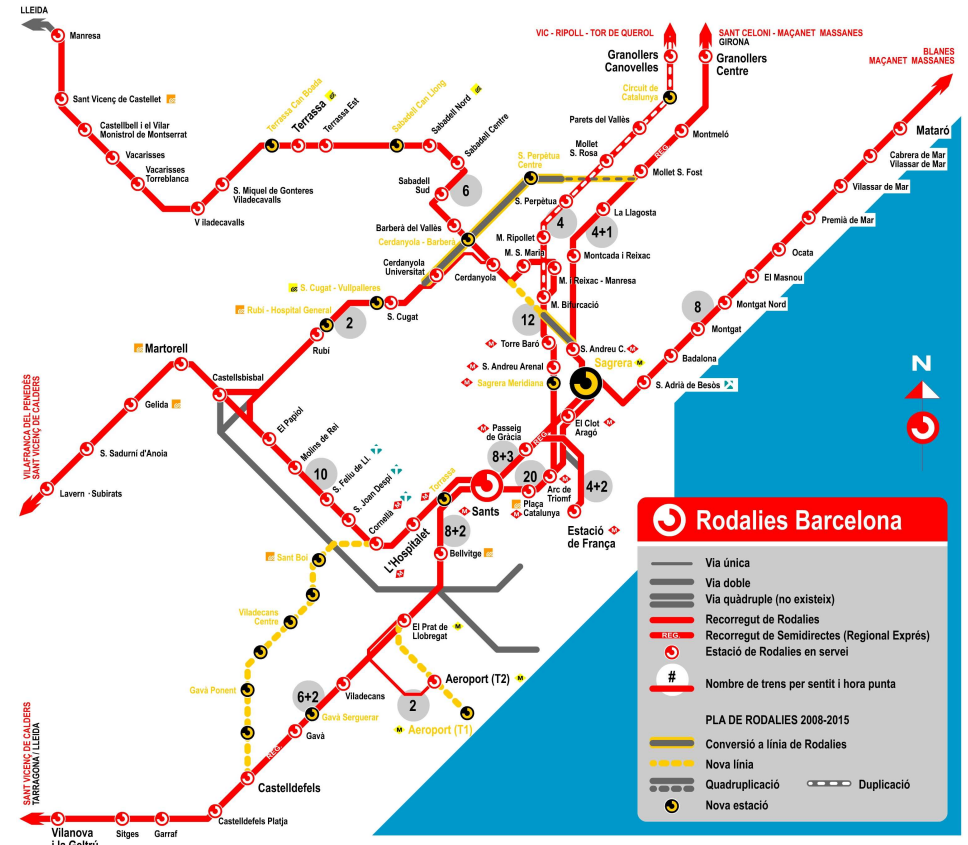 LLEIDA
Manresa
Sant Vicenç de Castellet
Castellbell i el Vilar
Monistrol de Montserrat
Vacarisses
Vacarisses
Torreblanca
S. Miquel de Gonteres
Viladecavalls
V iladecavalls
Terrassa Can Boada
Terrassa
Terrassa Est
Sabadell Can Llong
Sabadell Nord
Sabadell Centre
Sabadell
Sud
6
Barberà del Vallès
Cerdanyola - Barberà
Cerdanyola
Universitat
Cerdanyola
S. Perpètua
Centre
VIC - RIPOLL - TOR DE QUEROL
Granollers
Canovelles
Circuit de
Catalunya
Parets del Vallès
Mollet
S. Rosa
S. Perpètua
4
M. Ripollet
M. S. Maria
M. i Reixac - Manresa
M. Bifurcació
12
SANT CELONI - MAÇANET MASSANES
GIRONA
Granollers
Centre
Montmeló
REG.
Mollet S. Fost
La Llagosta
4+1
Montcada i Reixac
BLANES
MAÇANET MASSANES
Mataró
Cabrera de Mar
Vilassar de Mar
Vilassar de Mar
Premià de Mar
Ocata
El Masnou
Montgat Nord
8
Montgat
Badalona
S. Adrià de Besòs
S. Cugat - Vullpalleres
Rubí - Hospital General
2
S. Cugat
Rubí
Torre Baró
S. Andreu C.
Sagrera
S. Andreu Arenal
Sagrera Meridiana
El Clot
Aragó
Passeig
de Gràcia
REG.
8+3
20
Arc de
Triomf
4+2
Plaça
Catalunya
Estació
de França
Sants
Martorell
Castellsbisbal
Gelida
S. Sadurní d'Anoia
Lavern - Subirats
VILAFRANCA DEL PENEDÈS
SANT VICENÇ DE CALDERS
El Papiol
Molins de Rei
10
S. Feliu de Ll.
S. Joan Despí
Cornellà
L'Hospitalet
Torrassa
8+2
Bellvitge
Sant Boi
Viladecans
Centre
Gavà Ponent
El Prat de
Llobregat
Aeroport (T2)
2
Aeroport (T1)
6+2
Viladecans
Gavà Serguerar
Gavà
REG.
Castelldefels
Castelldefels Platja
SANT VICENÇ DE CALDERS
TARRAGONA / LLEIDA
Vilanova
i la Geltrú
Sitges
Garraf
N
Rodalies Barcelona
Via única
Via doble
Via quàdruple (no existeix)
Recorregut de Rodalies
REG. Recorregut de Semidirectes (Regional Exprés)
Estació de Rodalies en servei
# Nombre de trens per sentit i hora punta
PLA DE RODALIES 2008-2015
Conversió a línia de Rodalies
Nova línia
Quadruplicació
Duplicació
Nova estació